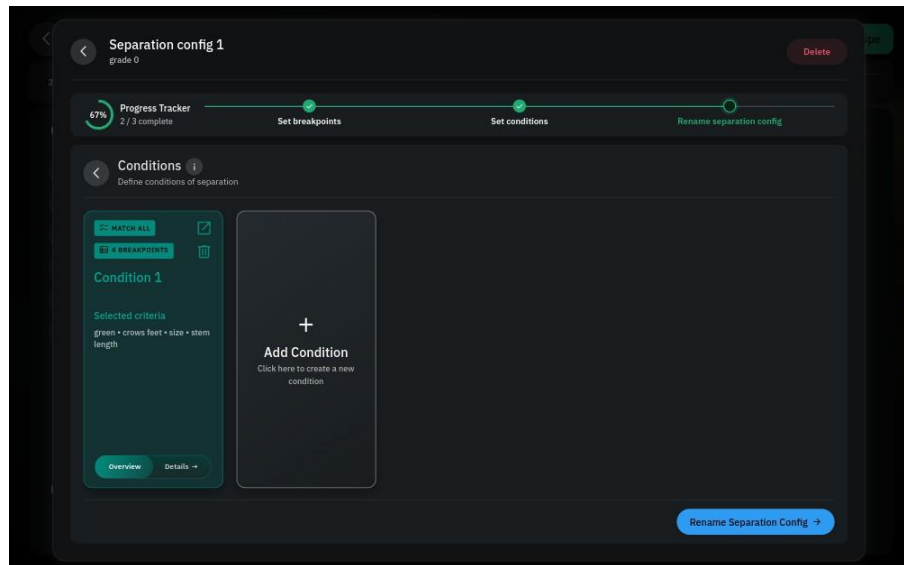 Separation config 1
grade 0
Delete
67%
Progress Tracker
2 / 3 complete
Set breakpoints
Set conditions
Rename separation config
Conditions i
Define conditions of separation
MATCH ALL
4 BREAKPOINTS
Condition 1
Selected criteria
green • crows feet • size • stem
length
Overview
Details →
+
Add Condition
Click here to create a new
condition
Rename Separation Config →